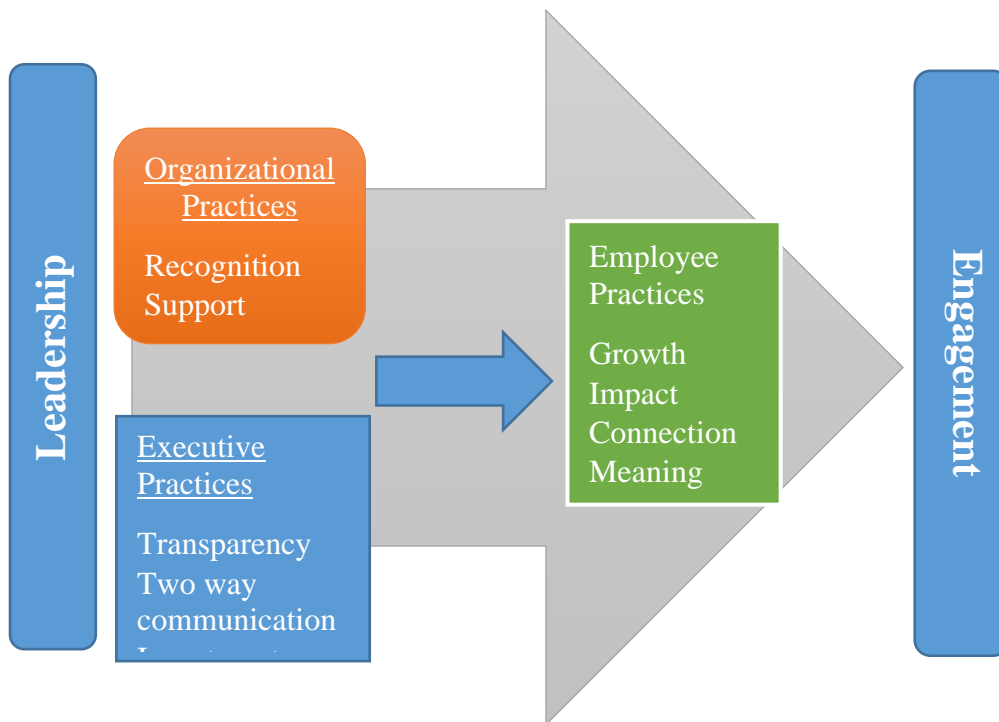 Leadership
Organizational
Practices
Recognition
Support
Executive
Practices
Transparency
Two way
communication
Employee
Practices
Growth
Impact
Connection
Meaning
Engagement